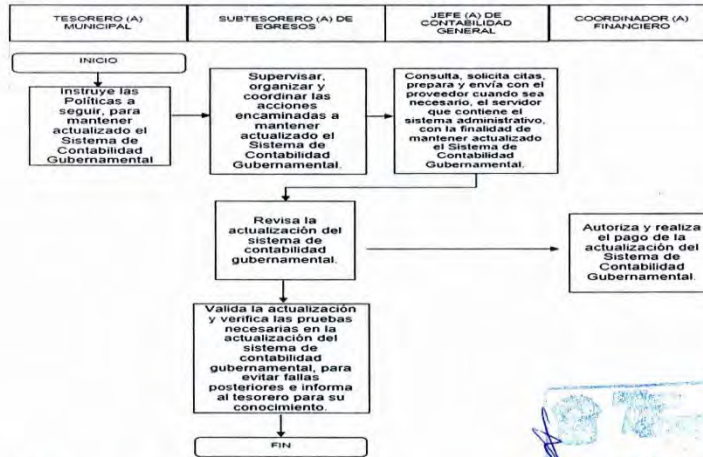 TESORERO (A)
MUNICIPAL
SUBTESORERO (A) DE
EGRESOS
JEFE (A) DE
CONTABILIDAD
GENERAL
COORDINADOR (A)
FINANCIERO
INICIO
Instruye las
Políticas a
seguir, para
mantener
actualizado el
Sistema de
Contabilidad
Gubernamental
Supervisar,
organizar y
coordinar las
acciones
encaminadas a
mantener
actualizado el
Sistema de
Contabilidad
Gubernamental.
Consulta, solicita citas,
prepara y envía con el
proveedor cuando sea
necesario, el servidor
que contiene el
sistema administrativo,
con la finalidad de
mantener actualizado
el Sistema de
Contabilidad
Gubernamental.
Revisa la
actualización del
sistema de
contabilidad
gubernamental.
Autoriza y realiza
el pago de la
actualización del
Sistema de
Contabilidad
Gubernamental.
Valida la actualización
y verifica las pruebas
necesarias en la
actualización del
sistema de
contabilidad
gubernamental, para
evitar fallas
posteriores e informa
al tesorero para su
conocimiento.
FIN